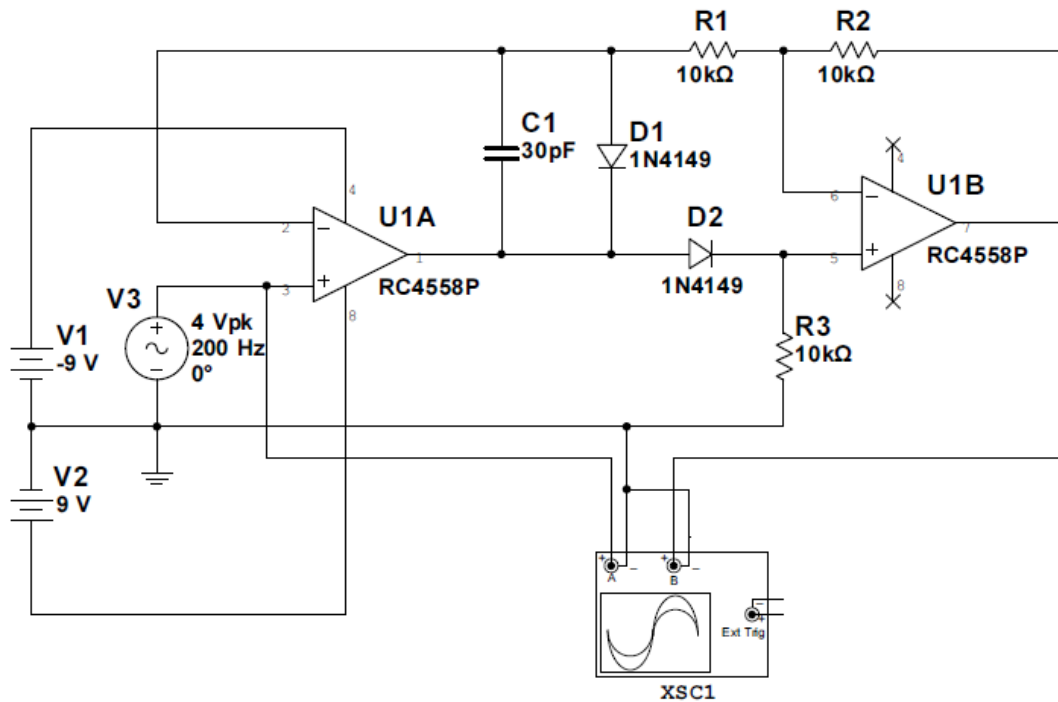 R1
10kΩ
R2
10kΩ
C1
30pF
D1
1N4149
4
U1A
2
−
1
+
3
RC4558P
8
D2
1N4149
4
U1B
6
−
7
+
5
RC4558P
8
V3
4 Vpk
200 Hz
0°
+
−
V1
-9 V
R3
10kΩ
V2
9 V
+
A
−
+
B
−
−
+
Ext Trig
XSC1